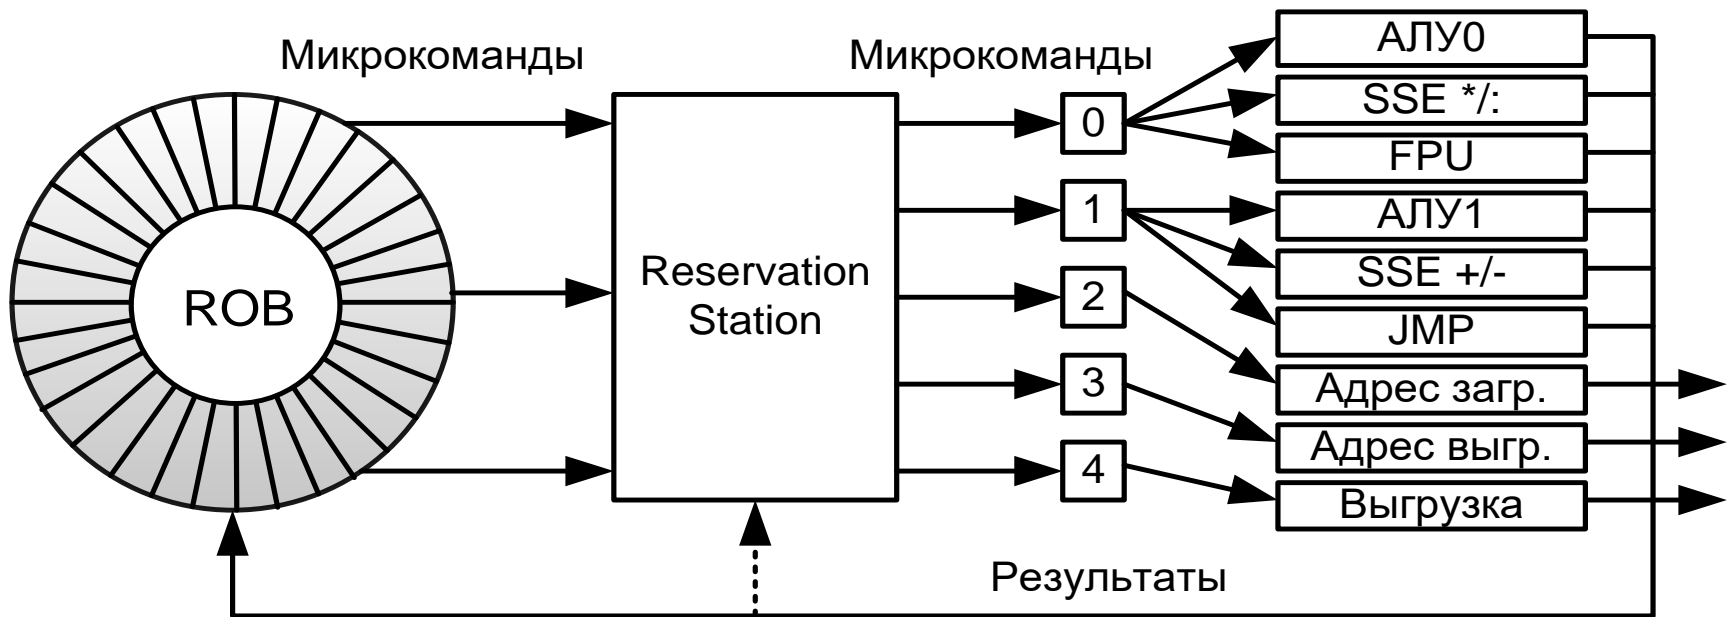 Микрокоманды
Микрокоманды
ROB
Reservation
Station
0
1
2
3
4
АЛУ0
SSE */:
FPU
АЛУ1
SSE +/-
JMP
Адрес загр.
Адрес выгр.
Выгрузка
Результаты